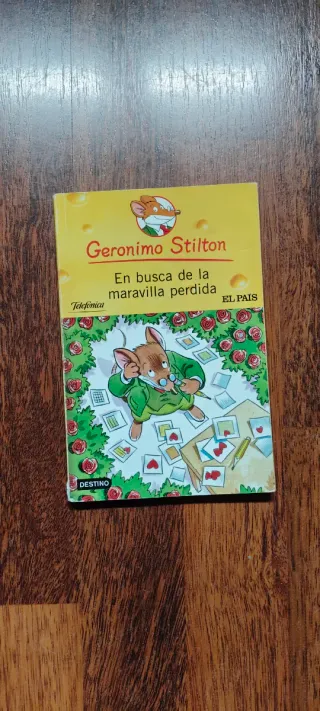 Geronimo Stilton
En busca de la
maravilla perdida
Telefónica
EL PAIS
DESTINO